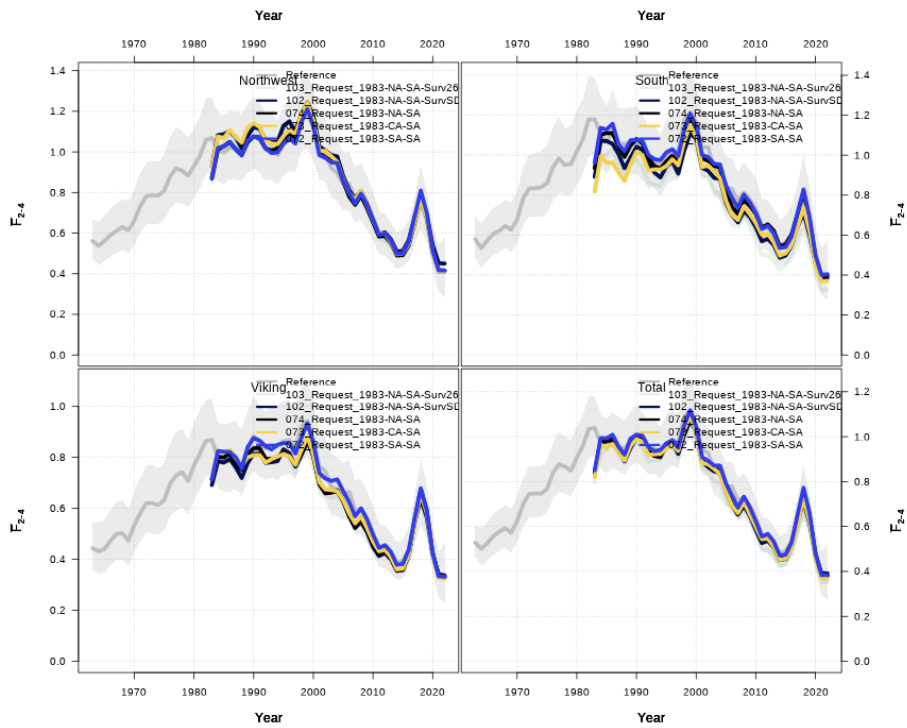 Year Year
1970 1980 1990 2000 2010 2020 1970 1980 1990 2000 2010 2020
Northwest
Reference
103_Request_1983-NA-SA-Surv26
102_Request_1983-NA-SA-SurvSD
074_Request_1983-NA-SA
073_Request_1983-CA-SA
072_Request_1983-SA-SA
1.4
1.2
1.0
0.8
0.6
0.4
0.2
0.0
F2-4
South
Reference
103_Request_1983-NA-SA-Surv26
102_Request_1983-NA-SA-SurvSD
074_Request_1983-NA-SA
073_Request_1983-CA-SA
072_Request_1983-SA-SA
1.4
1.2
1.0
0.8
0.6
0.4
0.2
0.0
F2-4
Viking
Reference
103_Request_1983-NA-SA-Surv26
102_Request_1983-NA-SA-SurvSD
074_Request_1983-NA-SA
073_Request_1983-CA-SA
072_Request_1983-SA-SA
1.0
0.8
0.6
0.4
0.2
0.0
F2-4
Total
Reference
103_Request_1983-NA-SA-Surv26
102_Request_1983-NA-SA-SurvSD
074_Request_1983-NA-SA
073_Request_1983-CA-SA
072_Request_1983-SA-SA
1.2
1.0
0.8
0.6
0.4
0.2
0.0
F2-4
1970 1980 1990 2000 2010 2020 1970 1980 1990 2000 2010 2020
Year Year